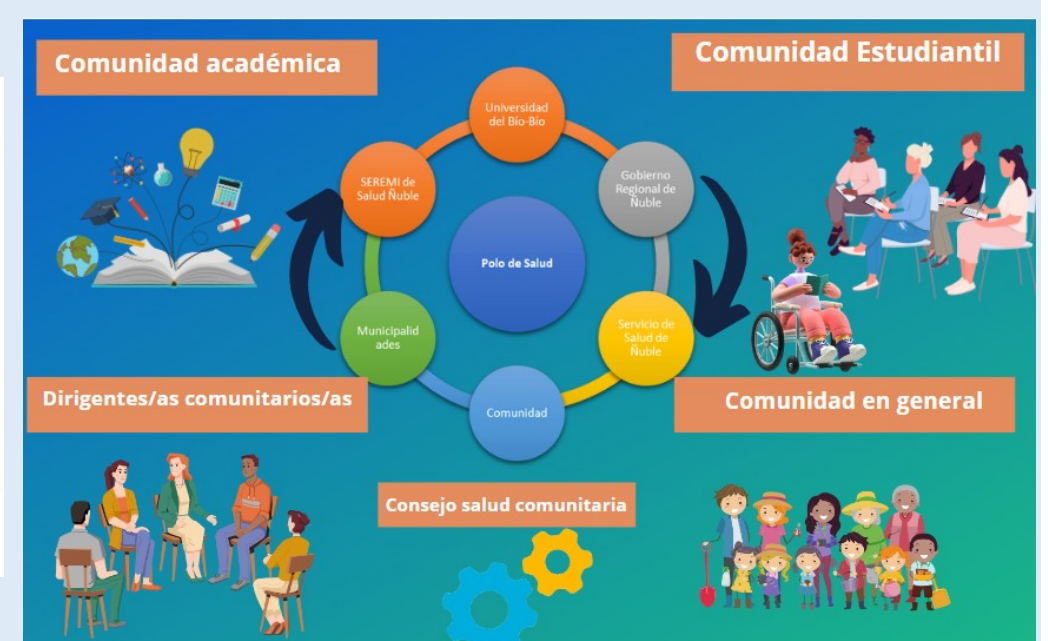 Comunidad académica
Comunidad Estudiantil
Universidad
del Bío-Bío
SEREMI de
Salud Ñuble
Gobierno
Regional de
Ñuble
Polo de Salud
Municipalid
ades
Servicio de
Salud de
Ñuble
Comunidad
Dirigentes/as comunitarios/as
Comunidad en general
Consejo salud comunitaria